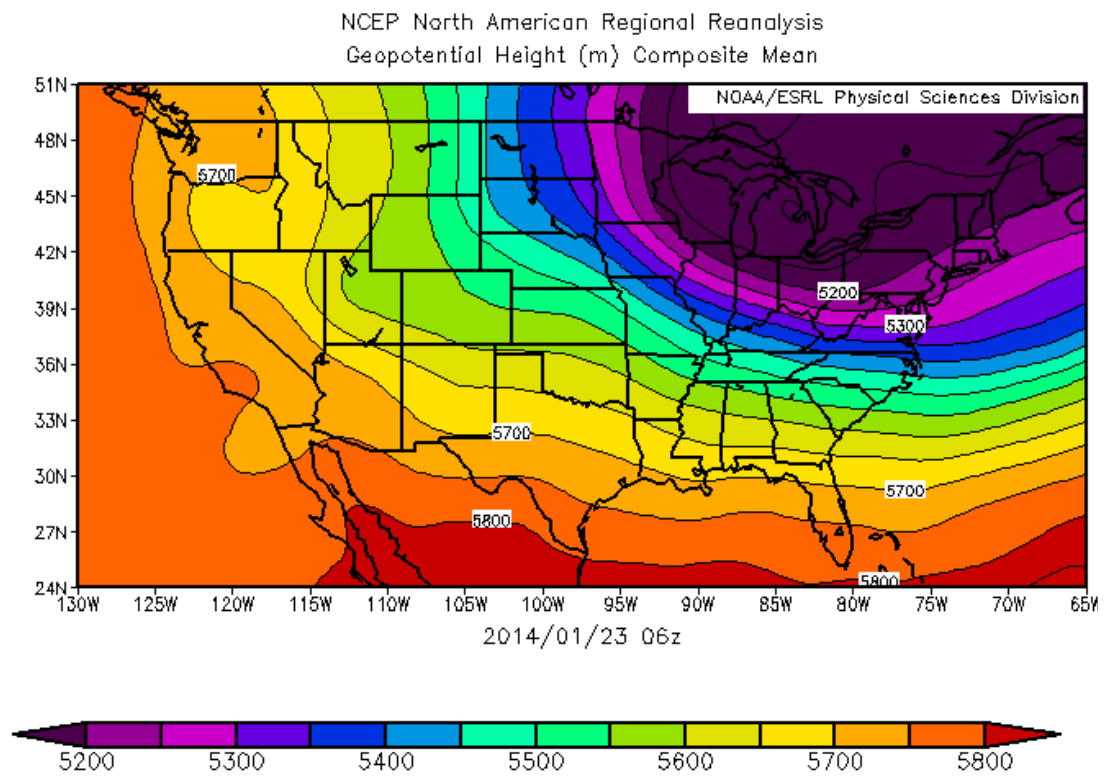 NCEP North American Regional Reanalysis
Geopotential Height (m) Composite Mean
51N
NOAA/ESRL Physical Sciences Division
48N
5700
45N
42N
5200
39N
5300
36N
33N
5700
30N
5700
5800
27N
24N
5800
130W 125W 120W 115W 110W 105W 100W 95W 90W 85W 80W 75W 70W 65W
2014/01/23 06z
5200 5300 5400 5500 5600 5700 5800